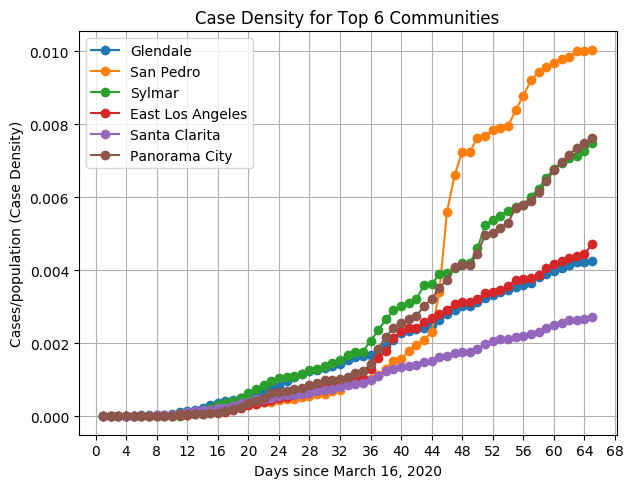 Case Density for Top 6 Communities
Glendale
San Pedro
Sylmar
East Los Angeles
Santa Clarita
Panorama City
Cases/population (Case Density)
0.010
0.008
0.006
0.004
0.002
0.000
0 4 8 12 16 20 24 28 32 36 40 44 48 52 56 60 64 68
Days since March 16, 2020